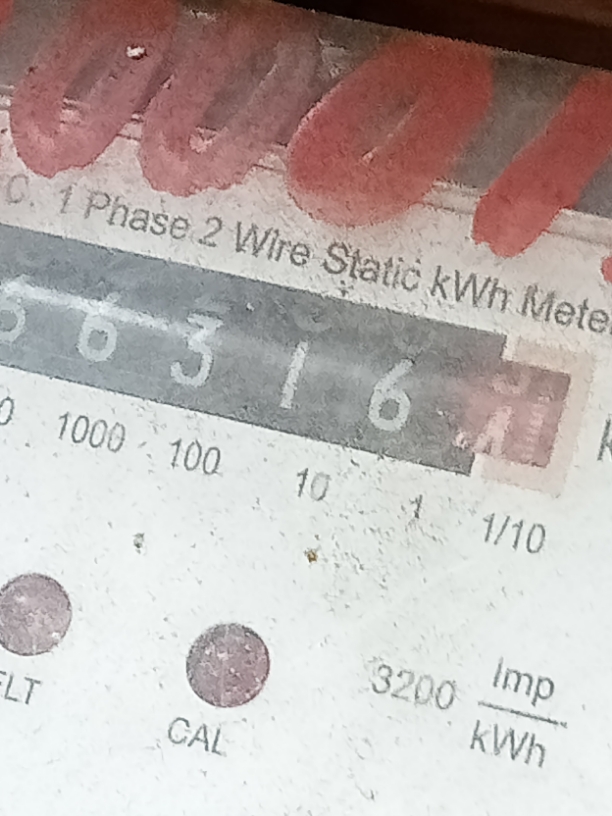 C. 1 Phase 2 Wire Static kWh Meter
5 6 3 1 6
1000 100 10 1 1/10
3200 Imp
kWh
FLT
CAL